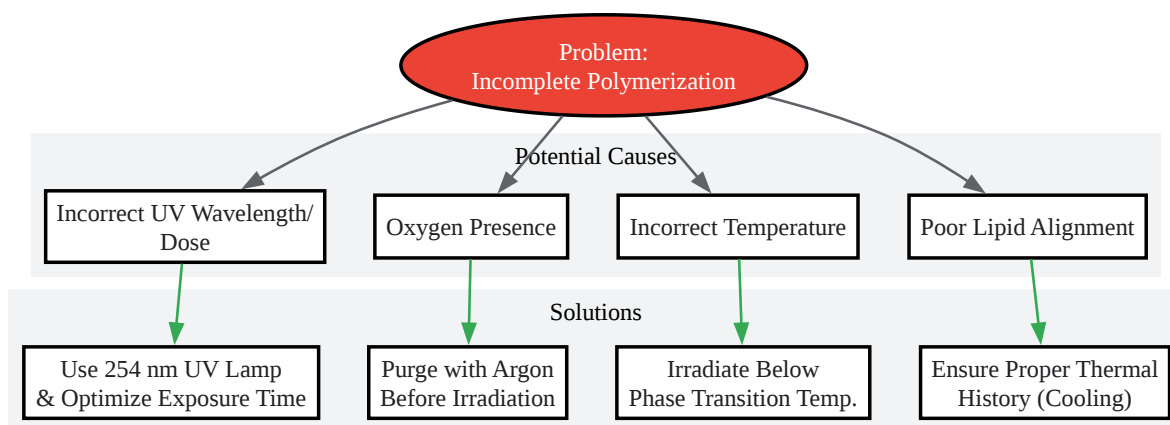 Problem:
Incomplete Polymerization
Potential Causes
Incorrect UV Wavelength/
Dose
Oxygen Presence
Incorrect Temperature
Poor Lipid Alignment
Solutions
Use 254 nm UV Lamp
& Optimize Exposure Time
Purge with Argon
Before Irradiation
Irradiate Below
Phase Transition Temp.
Ensure Proper Thermal
History (Cooling)